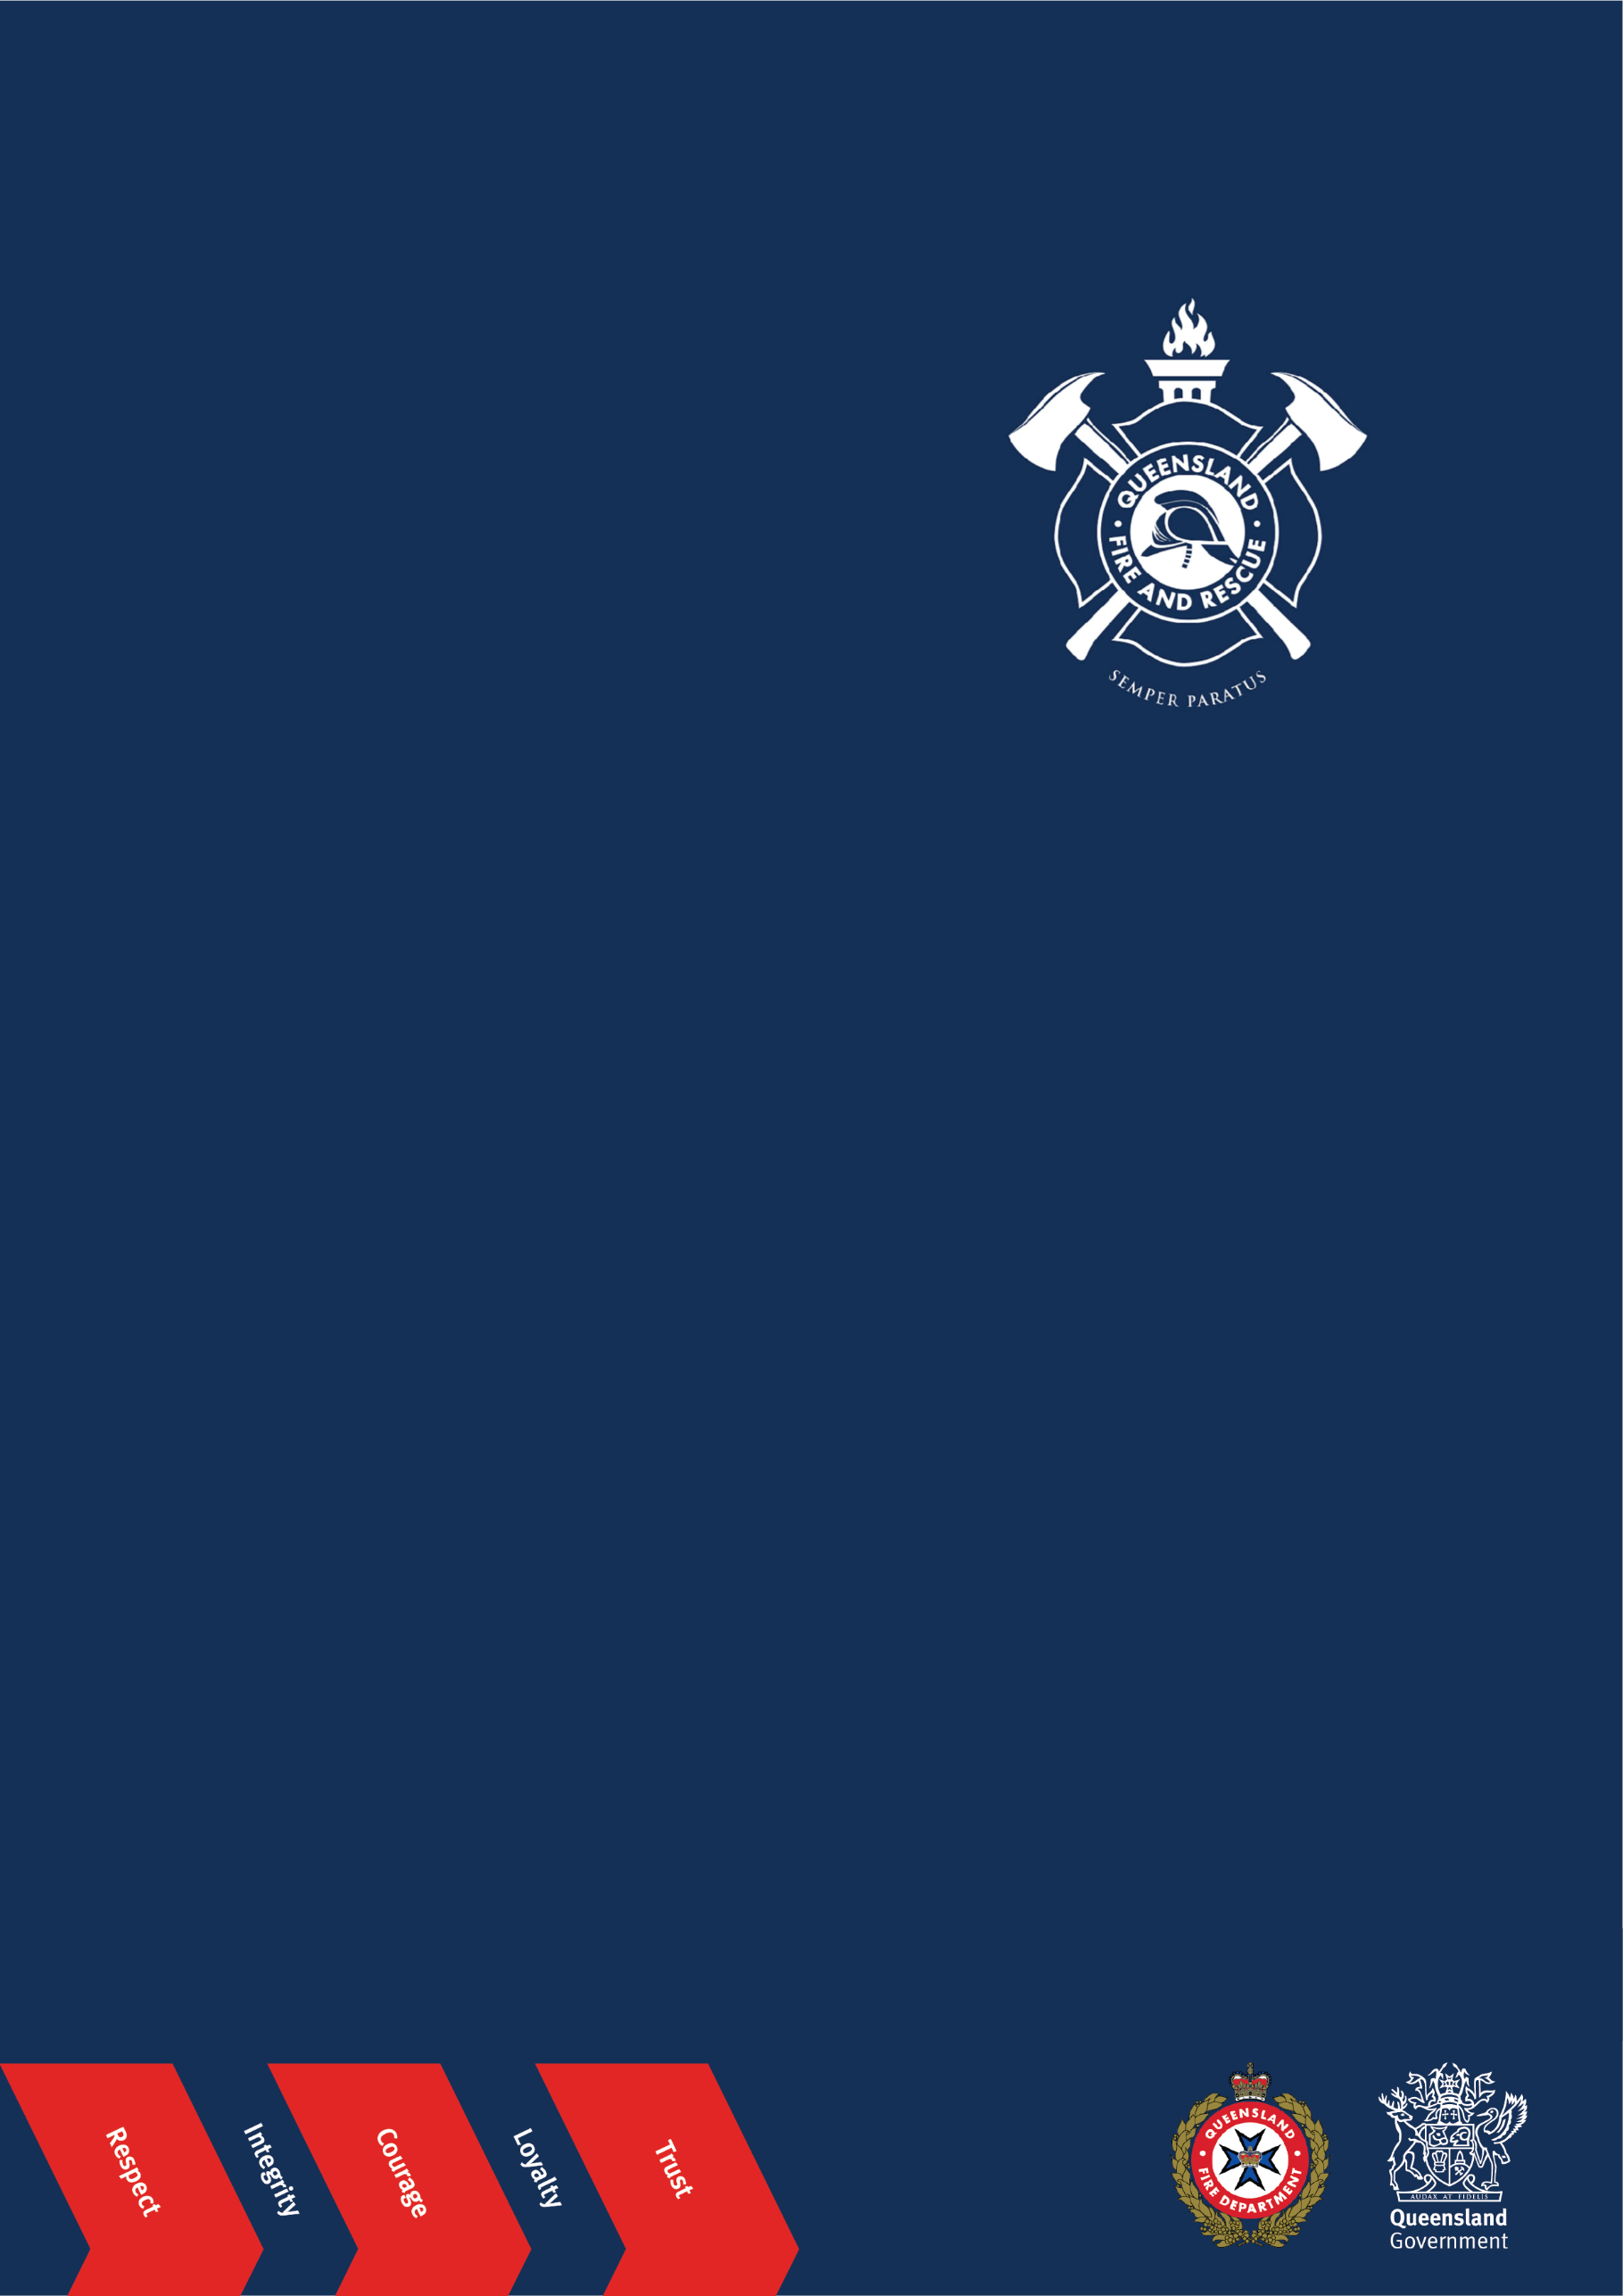 QUEENSLAND
FIRE AND RESCUE
SEMPER PARATUS
Respect
Integrity
Courage
Loyalty
Trust
QUEENSLAND
FIRE DEPARTMENT
AUDAX AT FIDELIS
Queensland
Government